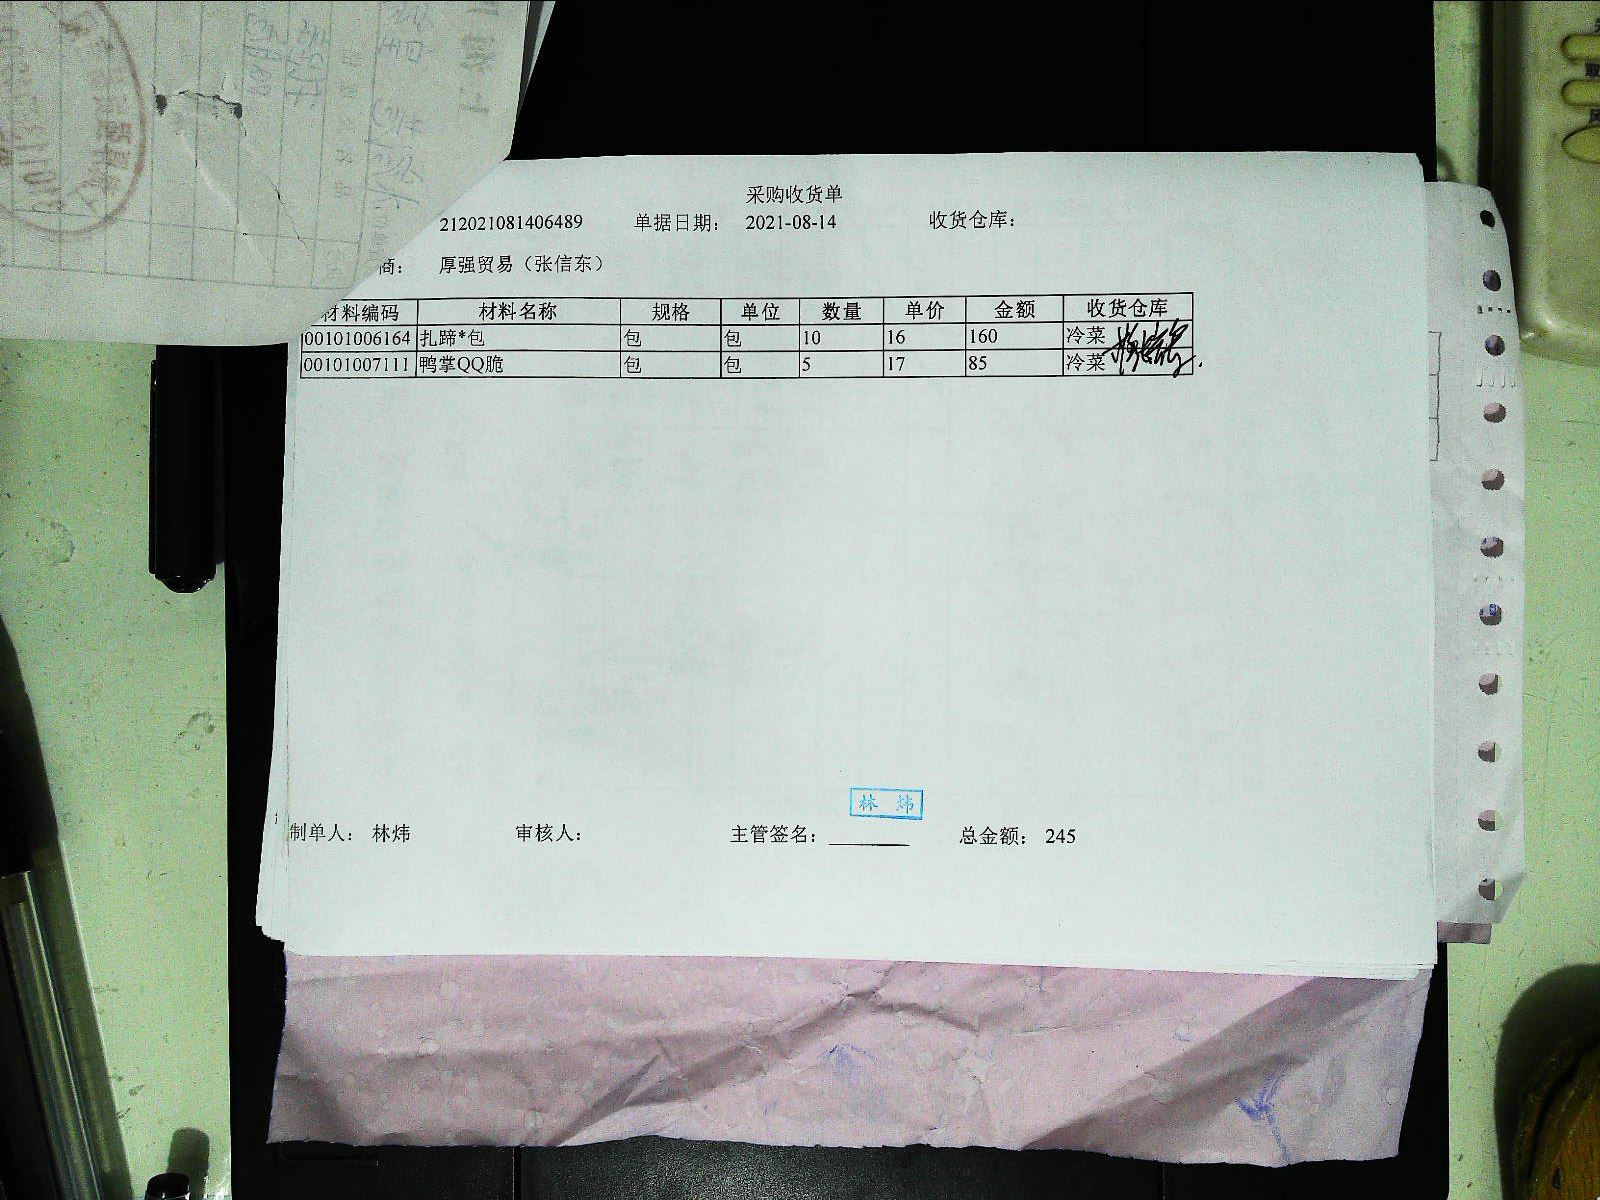 采购收货单
212021081406489 单据日期： 2021-08-14 收货仓库：
商： 厚强贸易（张信东）
材料编码 材料名称 规格 单位 数量 单价 金额 收货仓库
00101006164 扎蹄*包 包 包 10 16 160 冷菜
00101007111 鸭掌QQ脆 包 包 5 17 85 冷菜
林 炜
制单人： 林炜 审核人： 主管签名： 总金额： 245